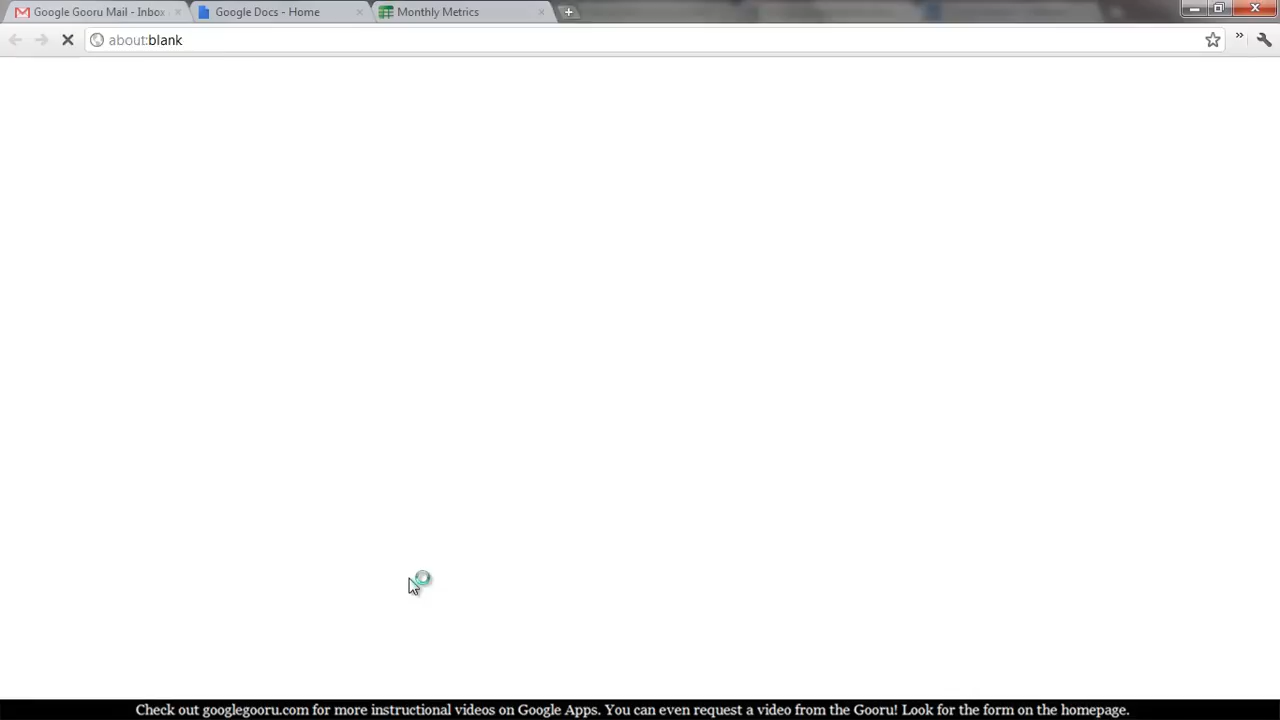 Google Gooru Mail - Inbox
Google Docs - Home
Monthly Metrics
about:blank
Check out googlegooru.com for more instructional videos on Google Apps. You can even request a video from the Gooru! Look for the form on the homepage.